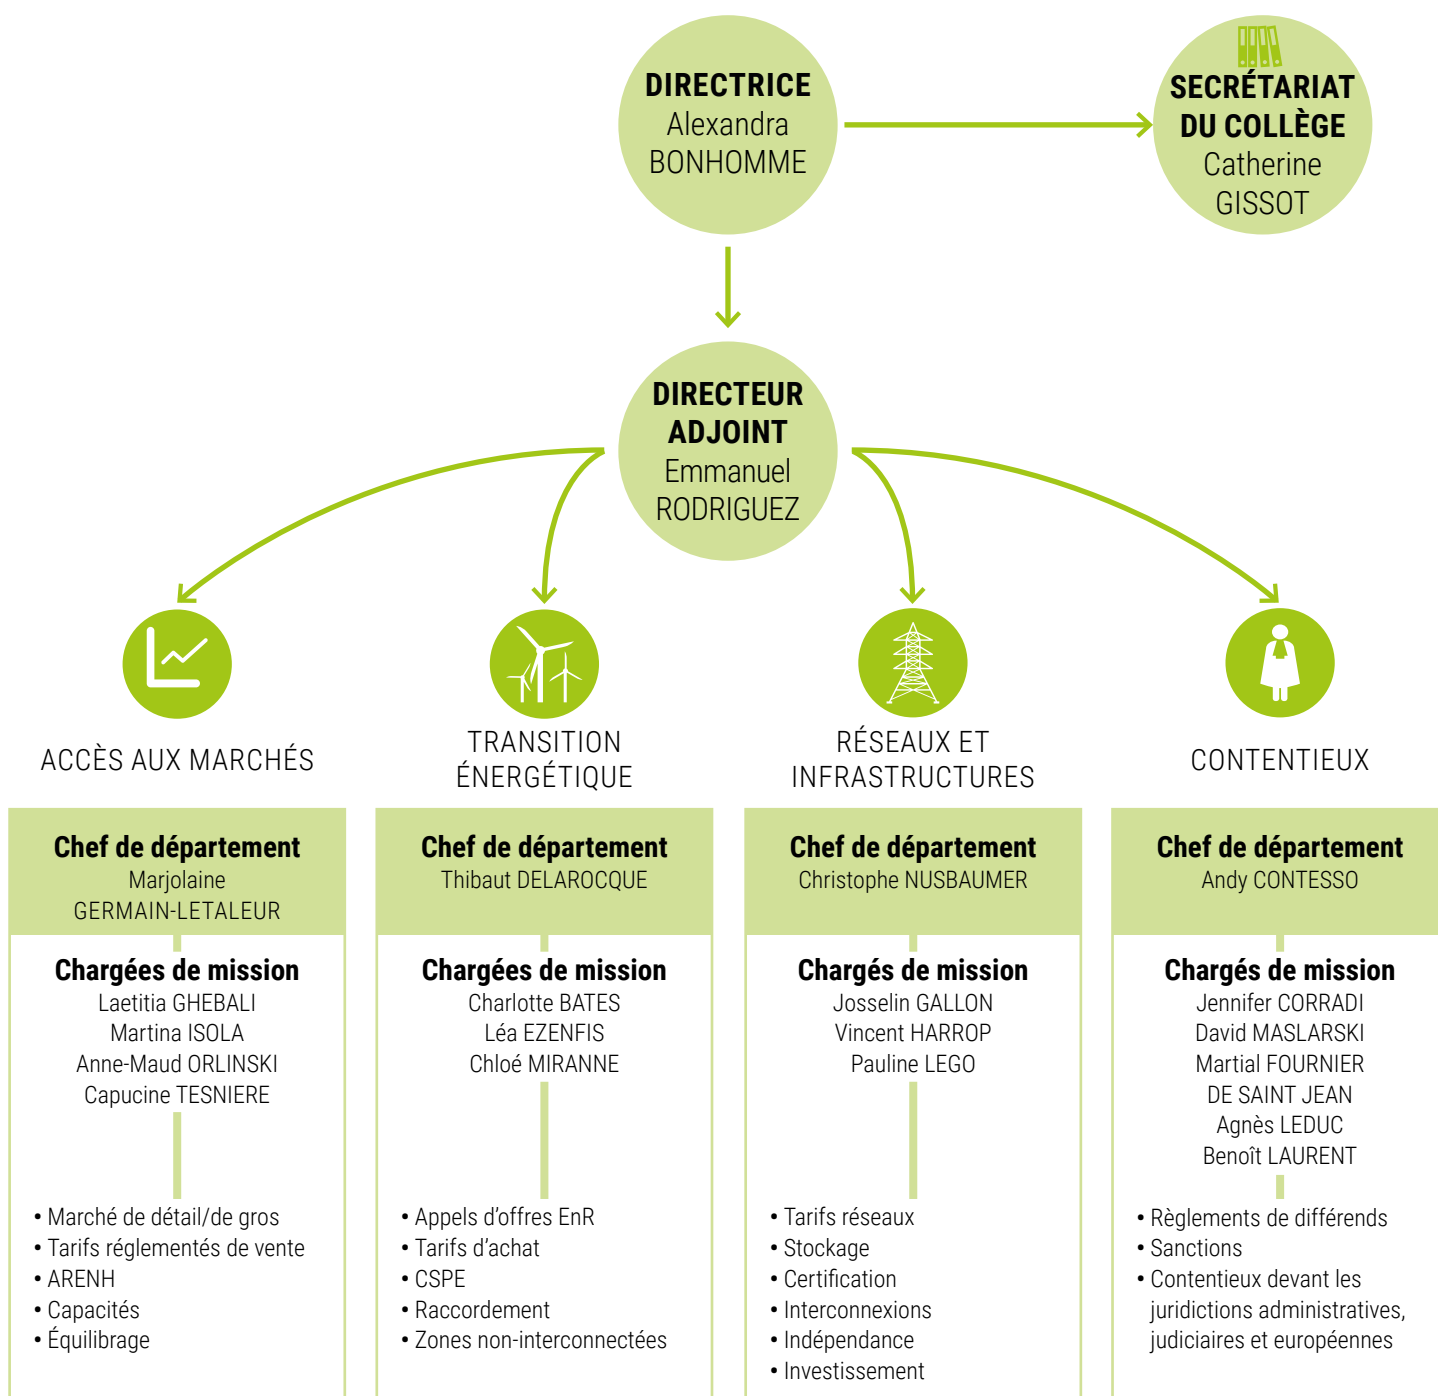 DIRECTRICE
Alexandra
BONHOMME
SECRÉTARIAT
DU COLLÈGE
Catherine
GISSOT
DIRECTEUR
ADJOINT
Emmanuel
RODRIGUEZ
ACCÈS AUX MARCHÉS
Chef de département
Marjolaine
GERMAIN-LETALEUR
Chargées de mission
Laetitia GHEBALI
Martina ISOLA
Anne-Maud ORLINSKI
Capucine TESNIERE
• Marché de détail/de gros
• Tarifs réglementés de vente
• ARENH
• Capacités
• Équilibrage
TRANSITION
ÉNERGÉTIQUE
Chef de département
Thibaut DELAROCQUE
Chargées de mission
Charlotte BATES
Léa EZENFIS
Chloé MIRANNE
• Appels d’offres EnR
• Tarifs d’achat
• CSPE
• Raccordement
• Zones non-interconnectées
RÉSEAUX ET
INFRASTRUCTURES
Chef de département
Christophe NUSBAUMER
Chargés de mission
Josselin GALLON
Vincent HARROP
Pauline LEGO
• Tarifs réseaux
• Stockage
• Certification
• Interconnexions
• Indépendance
• Investissement
CONTENTIEUX
Chef de département
Andy CONTESSO
Chargés de mission
Jennifer CORRADI
David MASLARSKI
Martial FOURNIER
DE SAINT JEAN
Agnès LEDUC
Benoît LAURENT
• Règlements de différends
• Sanctions
• Contentieux devant les
juridictions administratives,
judiciaires et européennes